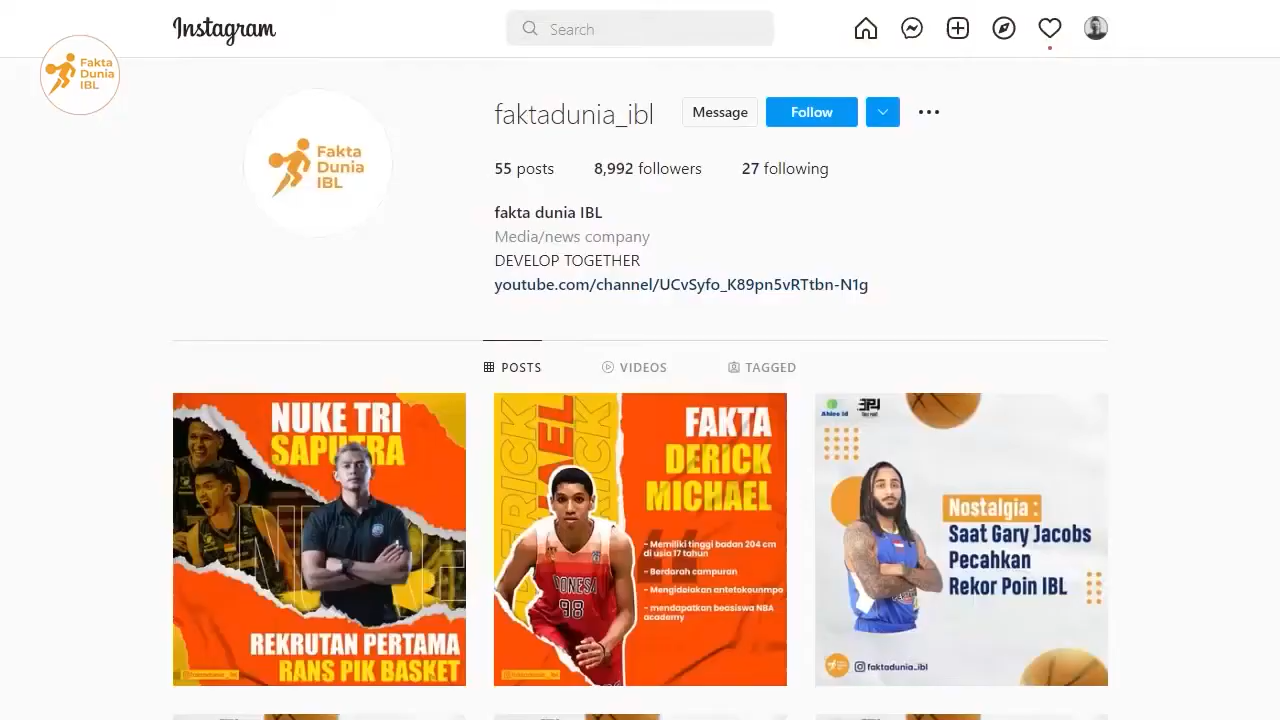 Instagram
Search
Fakta
Dunia
IBL
Fakta
Dunia
IBL
faktadunia_ibl
Message
Follow
55 posts
8,992 followers
27 following
fakta dunia IBL
Media/news company
DEVELOP TOGETHER
youtube.com/channel/UCvSyfo_K89pn5vRTtbn-N1g
POSTS
VIDEOS
TAGGED
NUKE TRI
SAPUTRA
REKRUTAN PERTAMA
RANS PIK BASKET
faktadunia_ibl
FAKTA
DERICK
MICHAEL
- Memiliki tinggi badan 204 cm
di usia 17 tahun
- Berdarah campuran
- Mengidolakan antetokounmpo
- mendapatkan beasiswa NBA
academy
DONESA
98
faktadunia_ibl
Nostalgia :
Saat Gary Jacobs
Pecahkan
Rekor Poin IBL
faktadunia_ibl